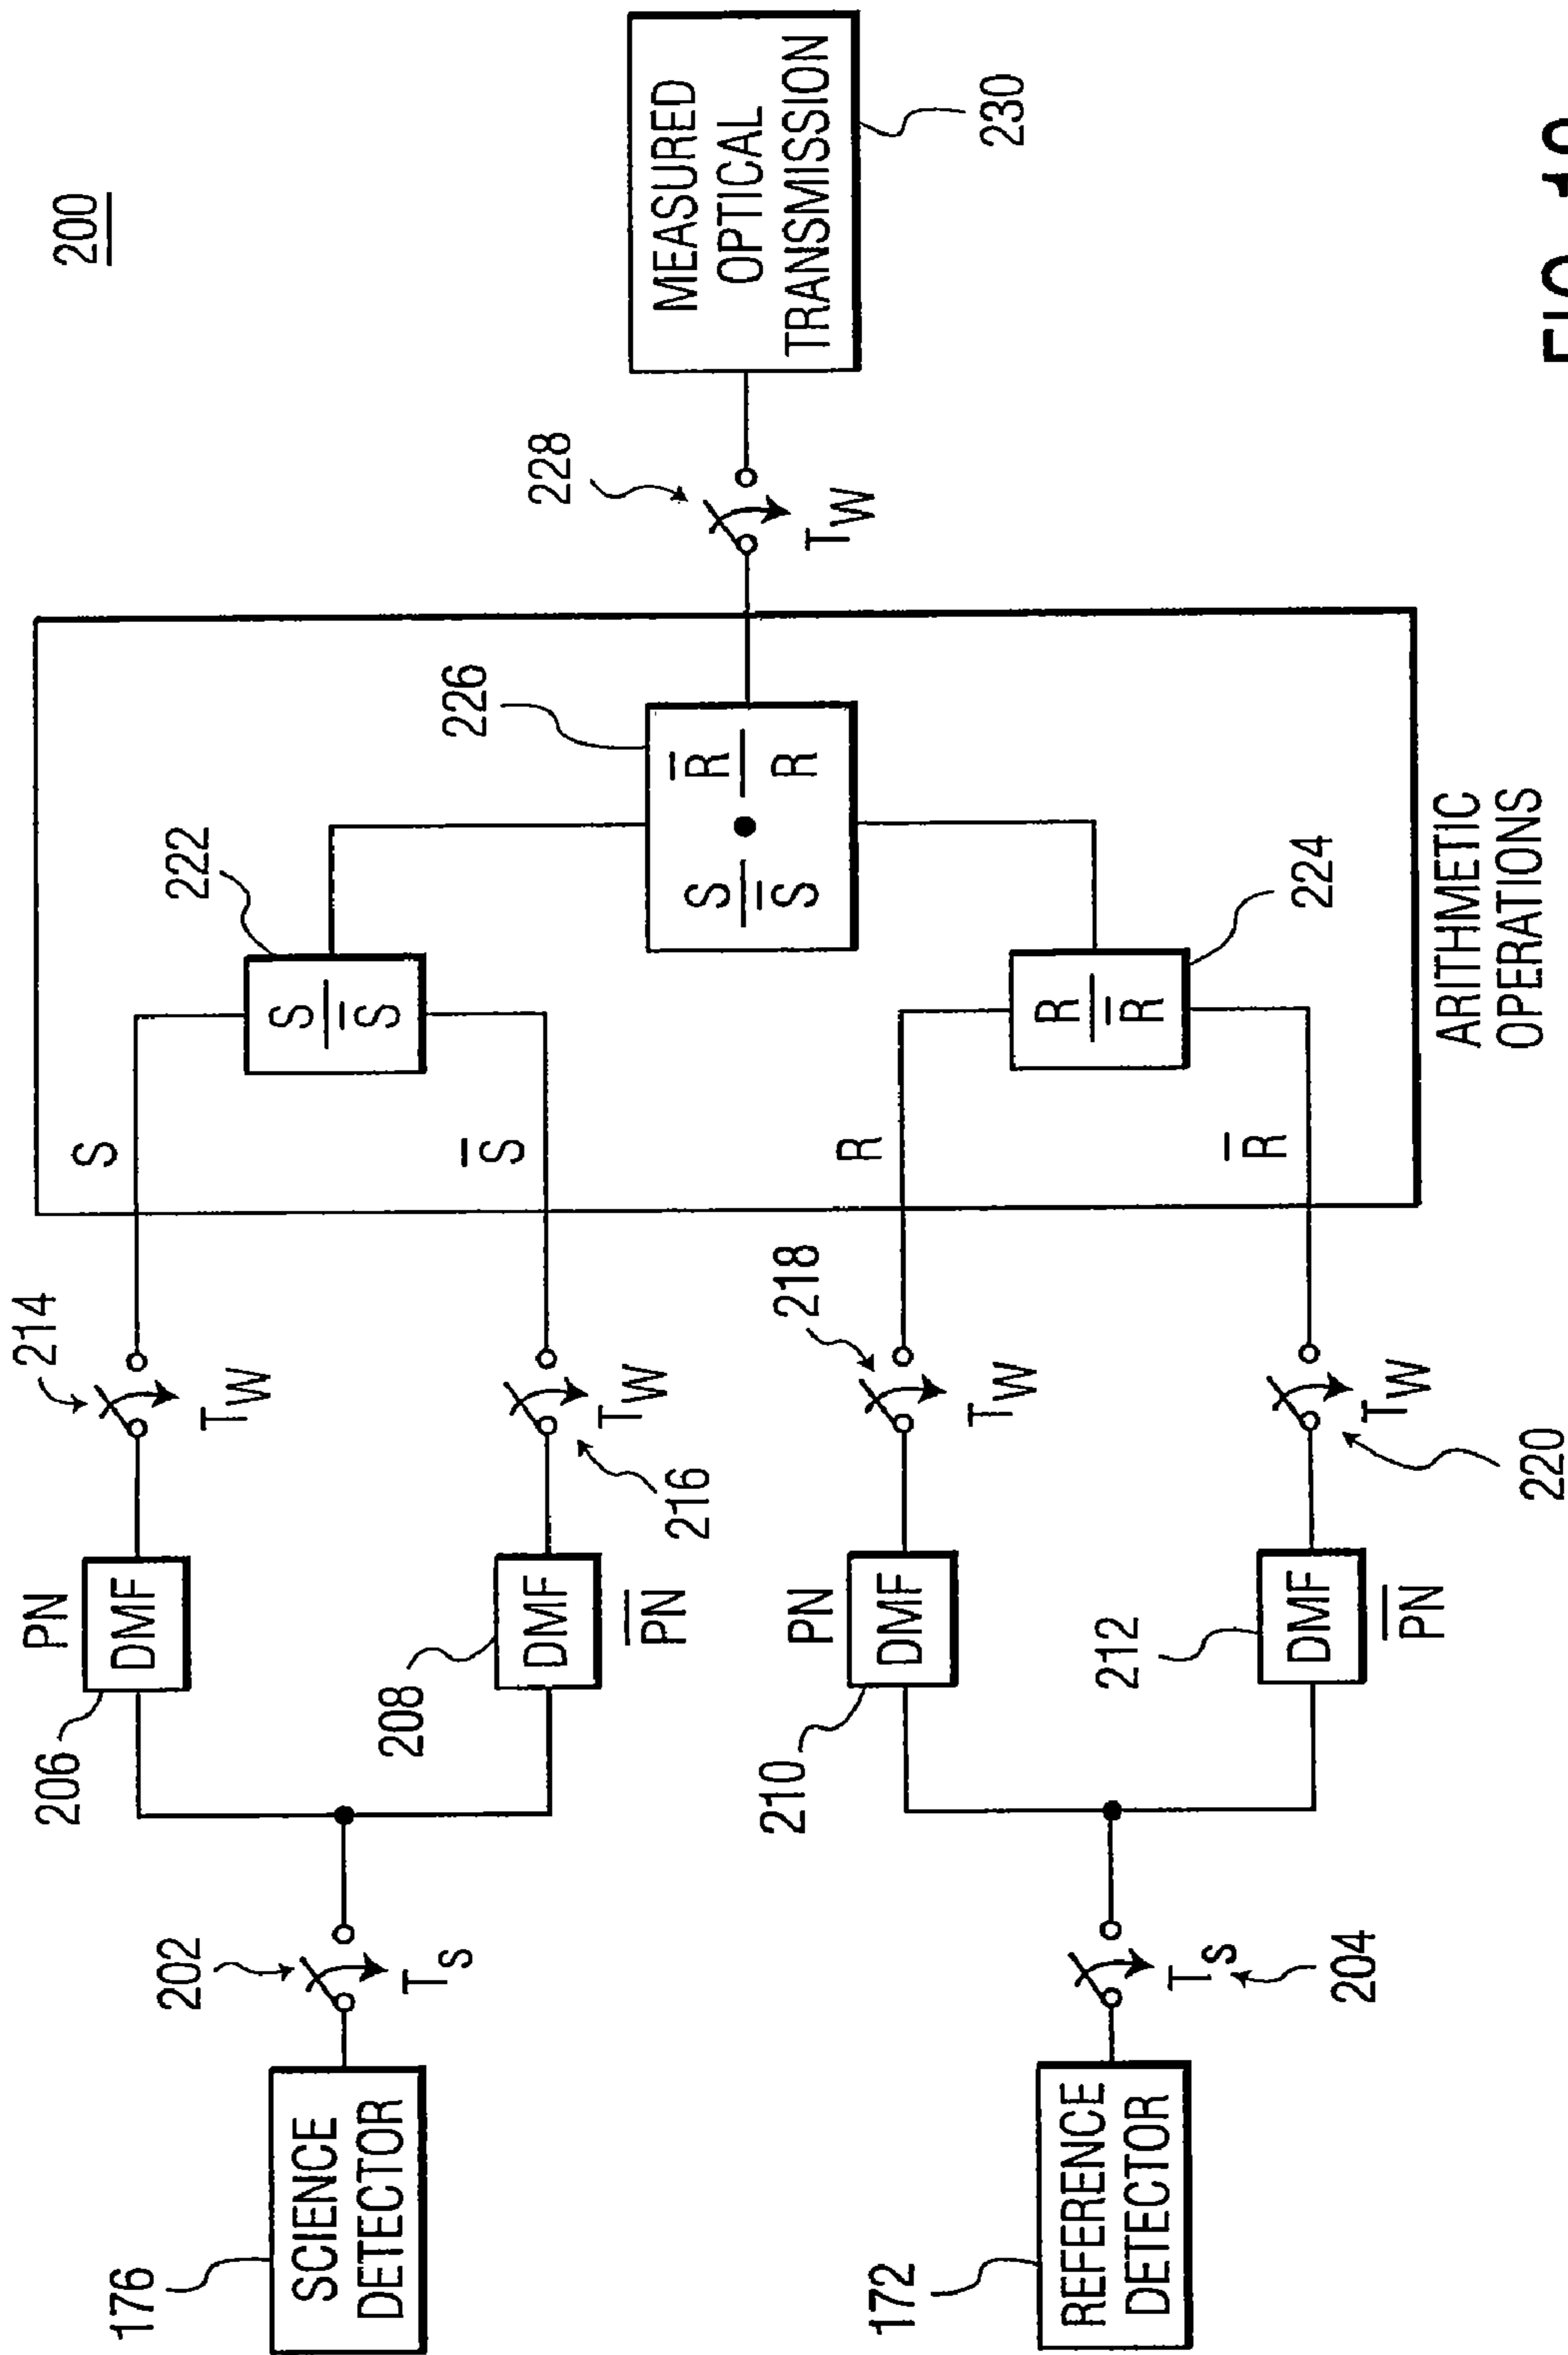 200
176
SCIENCE
DETECTOR
202
Ts
206
PN
DMF
208
DMF
P̅N̅
214
TW
216
TW
S
S̅
222
S
S̅
226
S
S̅
•
R̅
R
228
TW
MEASURED
OPTICAL
TRANSMISSION
230
172
REFERENCE
DETECTOR
204
Ts
210
PN
DMF
212
DMF
P̅N̅
218
TW
220
TW
R
R̅
224
R
R̅
ARITHMETIC
OPERATIONS